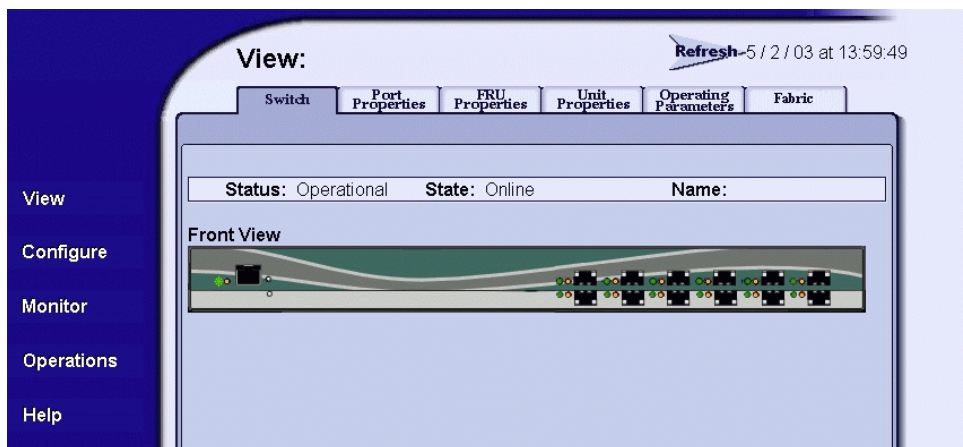 View:
Refresh 5 / 2 / 03 at 13:59:49
Switch
Port Properties
FRU Properties
Unit Properties
Operating Parameters
Fabric
Status: Operational State: Online Name:
Front View
View
Configure
Monitor
Operations
Help